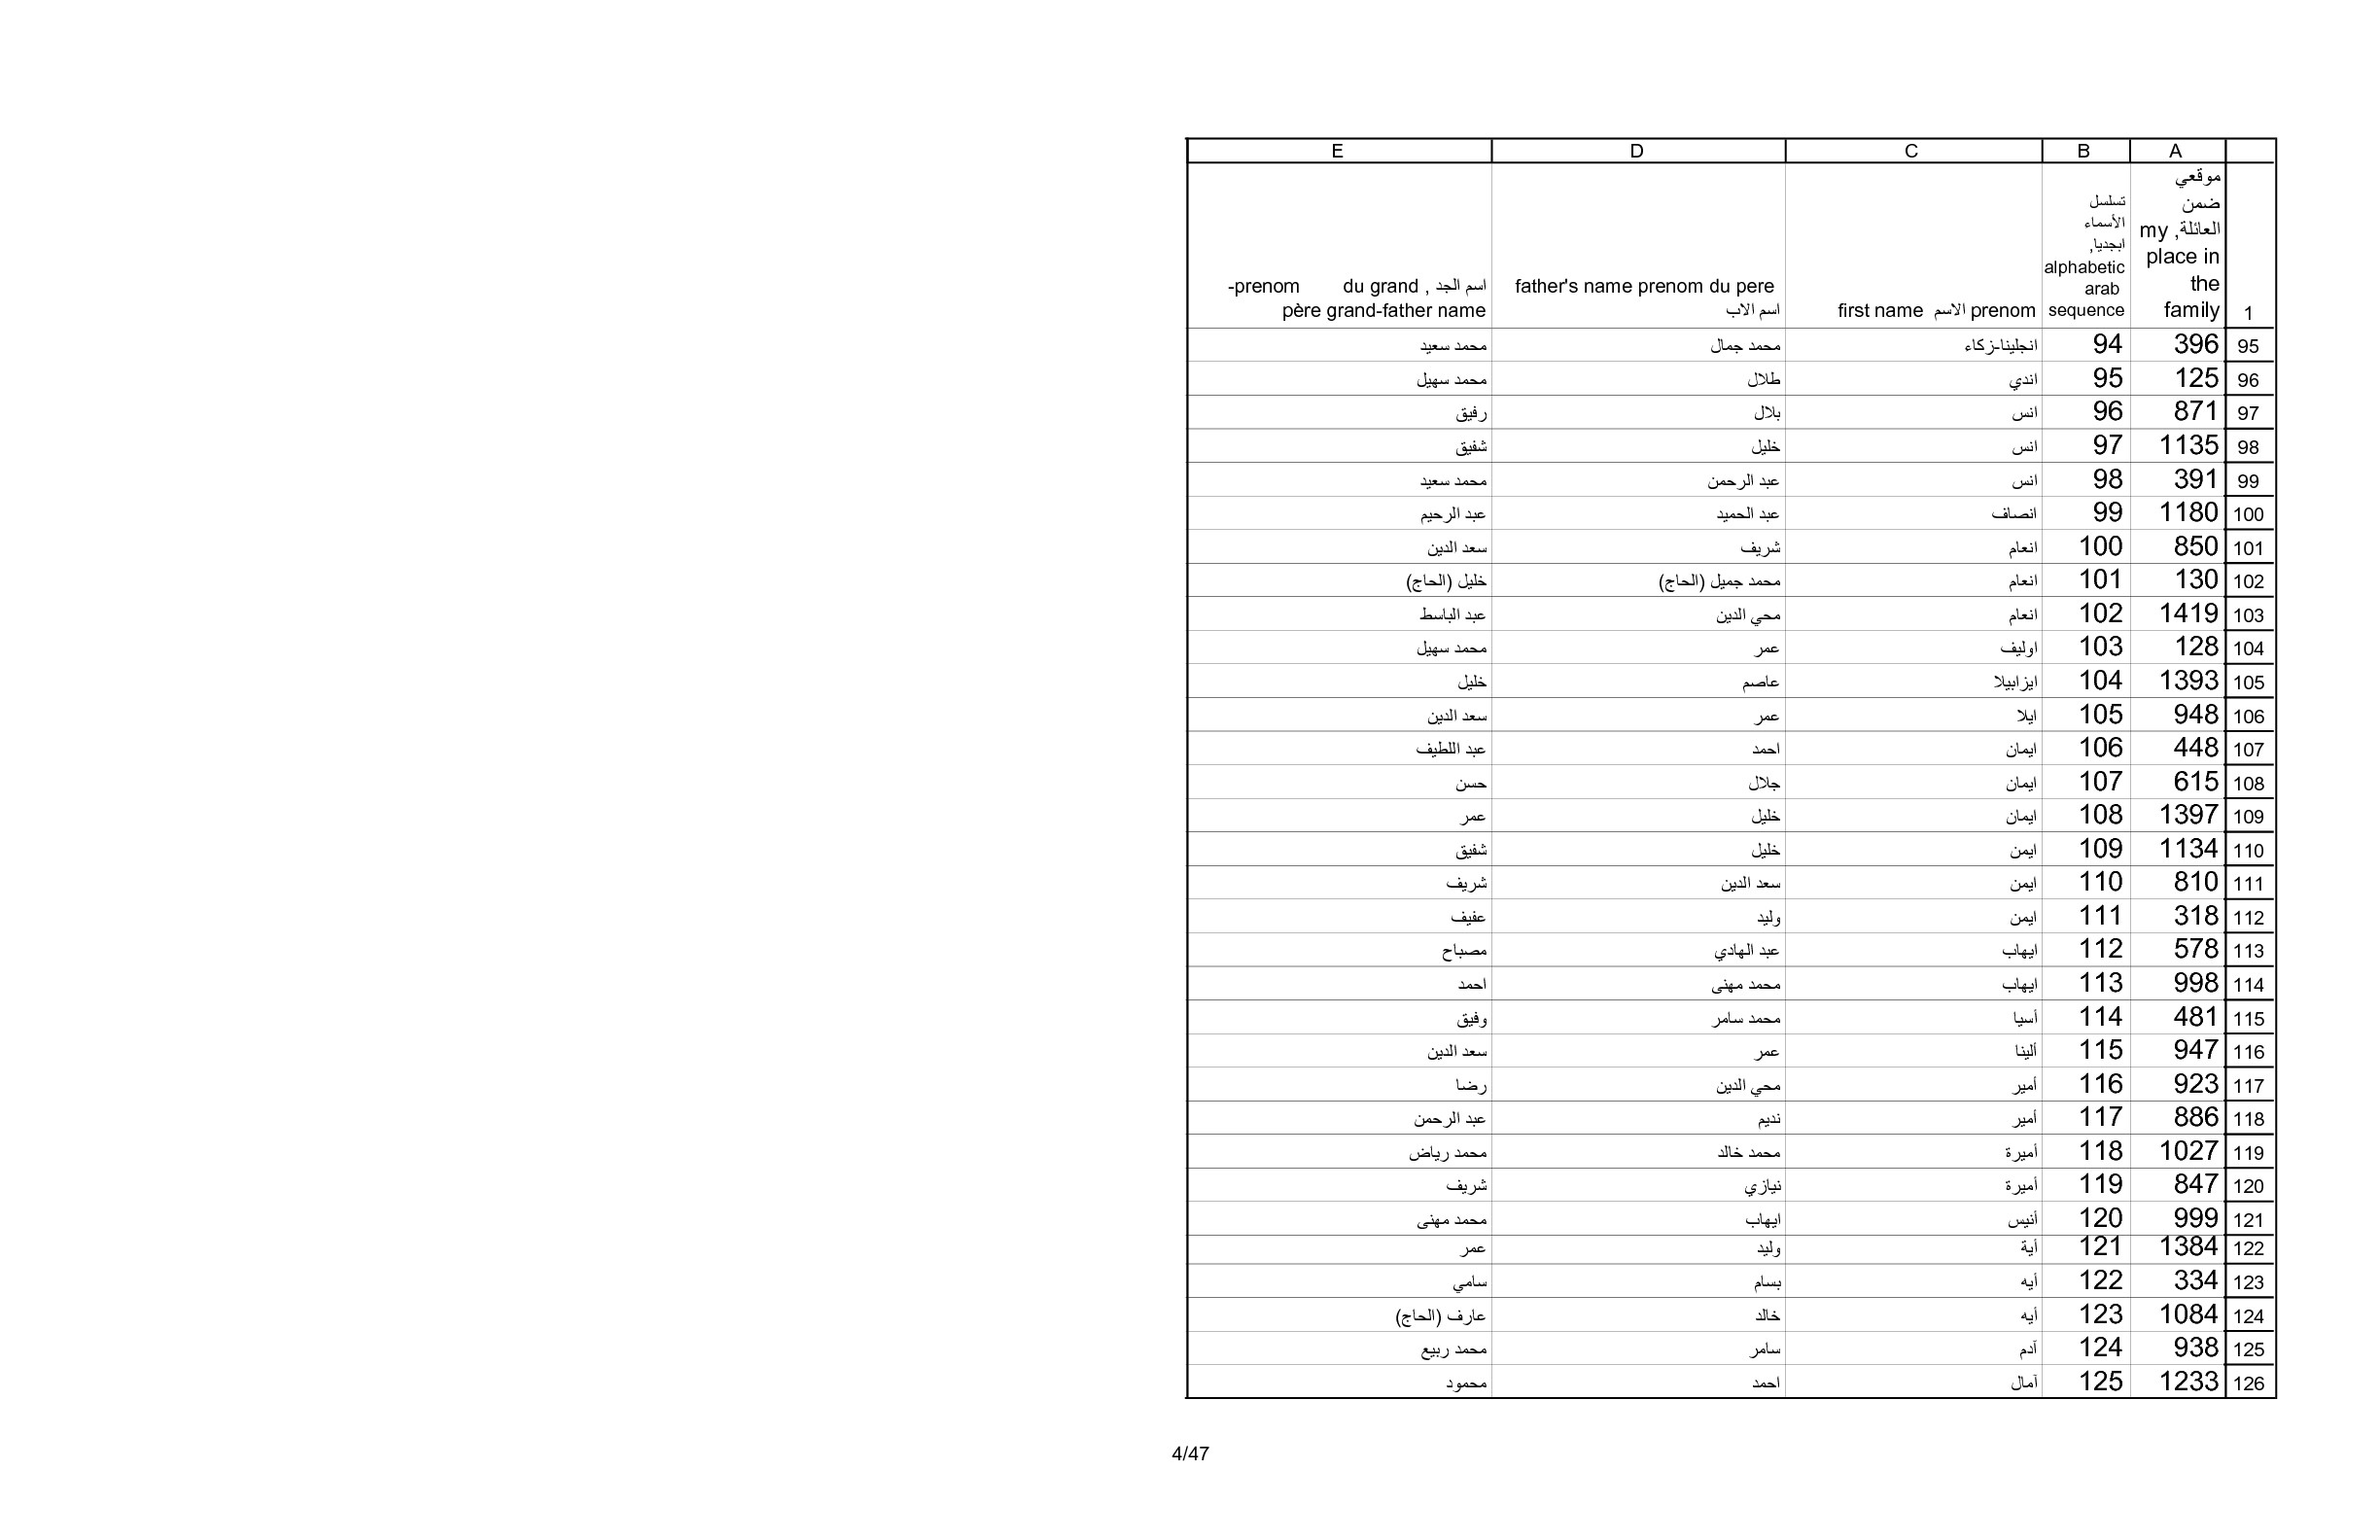 A B C D E
1 موقعي ضمن العائلة, my place in the family تسلسل الأسماء ابجديا, alphabetic arab sequence first name الاسم prenom father's name prenom du pere اسم الاب اسم الجد , du grand -prenom père grand-father name
95 396 94 انجلينا-زكاء محمد جمال محمد سعيد
96 125 95 اندي طلال محمد سهيل
97 871 96 انس بلال رفيق
98 1135 97 انس خليل شفيق
99 391 98 انس عبد الرحمن محمد سعيد
100 1180 99 انصاف عبد الحميد عبد الرحيم
101 850 100 انعام شريف سعد الدين
102 130 101 انعام محمد جميل (الحاج) خليل (الحاج)
103 1419 102 انعام محي الدين عبد الباسط
104 128 103 اوليف عمر محمد سهيل
105 1393 104 ايزابيلا عاصم خليل
106 948 105 ايلا عمر سعد الدين
107 448 106 ايمان احمد عبد اللطيف
108 615 107 ايمان جلال حسن
109 1397 108 ايمان خليل عمر
110 1134 109 ايمن خليل شفيق
111 810 110 ايمن سعد الدين شريف
112 318 111 ايمن وليد عفيف
113 578 112 ايهاب عبد الهادي مصباح
114 998 113 ايهاب محمد مهنى احمد
115 481 114 أسيا محمد سامر وفيق
116 947 115 ألينا عمر سعد الدين
117 923 116 أمير محي الدين رضا
118 886 117 أمير نديم عبد الرحمن
119 1027 118 أميرة محمد خالد محمد رياض
120 847 119 أميرة نيازي شريف
121 999 120 أنيس ايهاب محمد مهنى
122 1384 121 أية وليد عمر
123 334 122 أيه بسام سامي
124 1084 123 أيه خالد عارف (الحاج)
125 938 124 آدم سامر محمد ربيع
126 1233 125 آمال احمد محمود
4/47